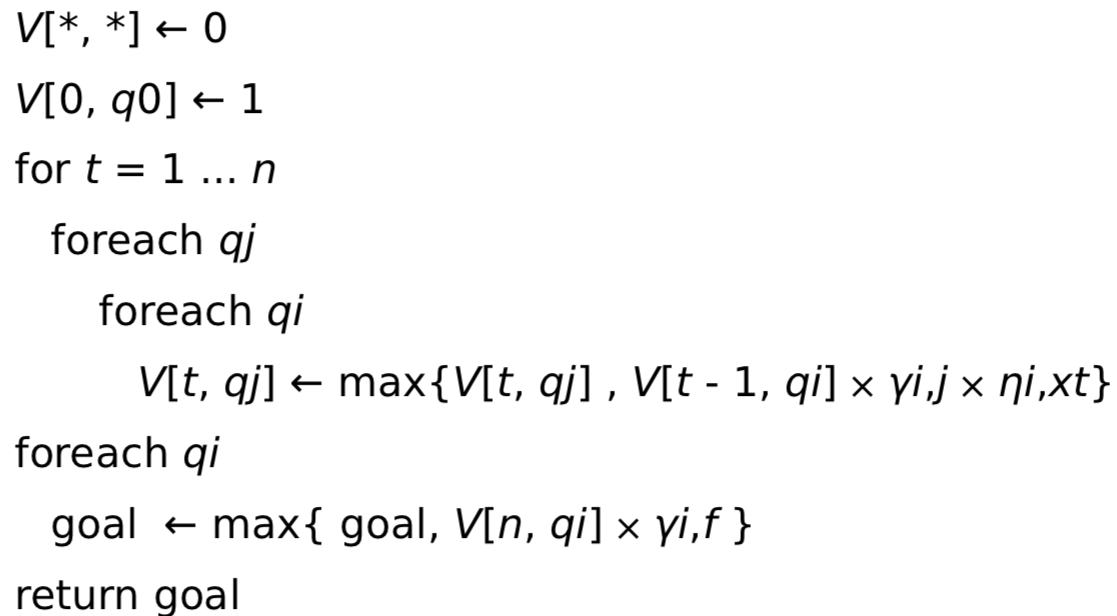 V[*, *] ← 0
V[0, q0] ← 1
for t = 1 ... n
foreach qj
foreach qi
V[t, qj] ← max{V[t, qj] , V[t - 1, qi] × γi,j × ηi,xt}
foreach qi
goal ← max{ goal, V[n, qi] × γi,f }
return goal